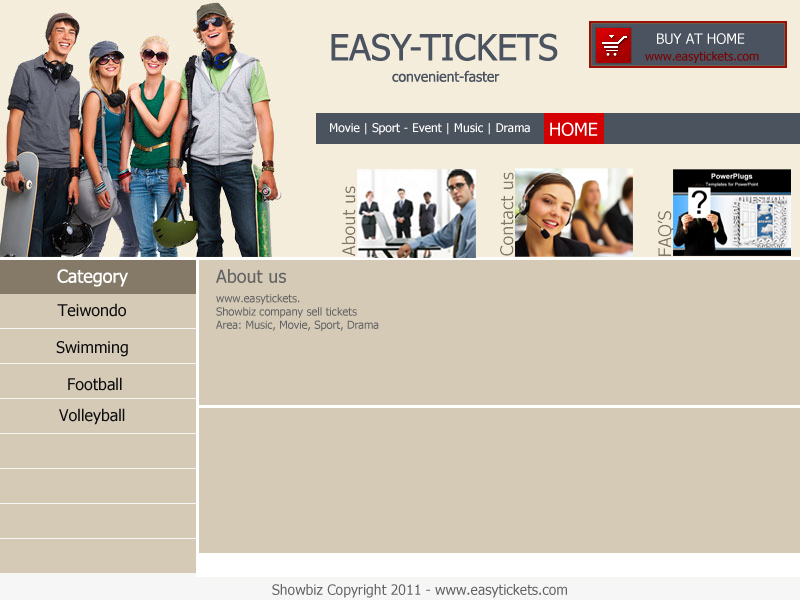 EASY-TICKETS
convenient-faster
BUY AT HOME
www.easytickets.com
Movie | Sport - Event | Music | Drama
HOME
About us
Contact us
FAQ'S
PowerPlugs
Templates for PowerPoint
?
QUESTION
Category
Teiwondo
Swimming
Football
Volleyball
About us
www.easytickets.
Showbiz company sell tickets
Area: Music, Movie, Sport, Drama
Showbiz Copyright 2011 - www.easytickets.com